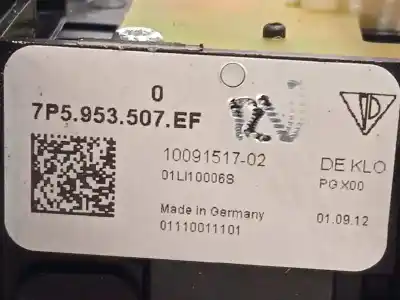 0
7P5.953.507.EF
10091517-02
DE KLO
01LI10006S
PG X00
Made in Germany
01.09.12
01110011101